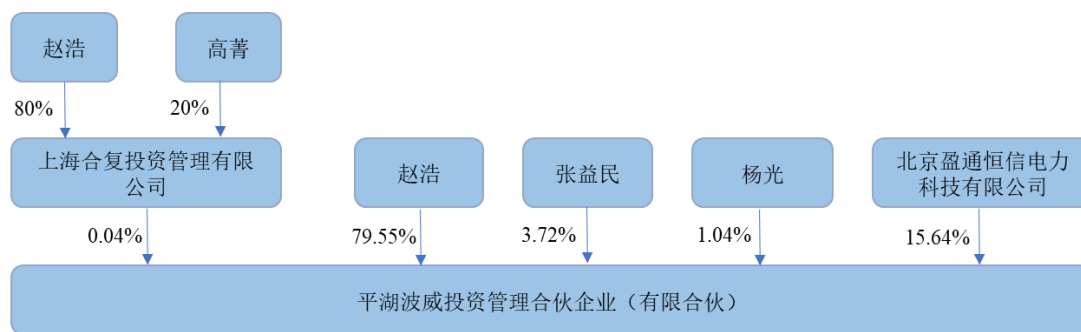 赵浩
高菁
80%
20%
上海合复投资管理有限
公司
赵浩
张益民
杨光
北京盈通恒信电力
科技有限公司
0.04%
79.55%
3.72%
1.04%
15.64%
平湖波威投资管理合伙企业（有限合伙）